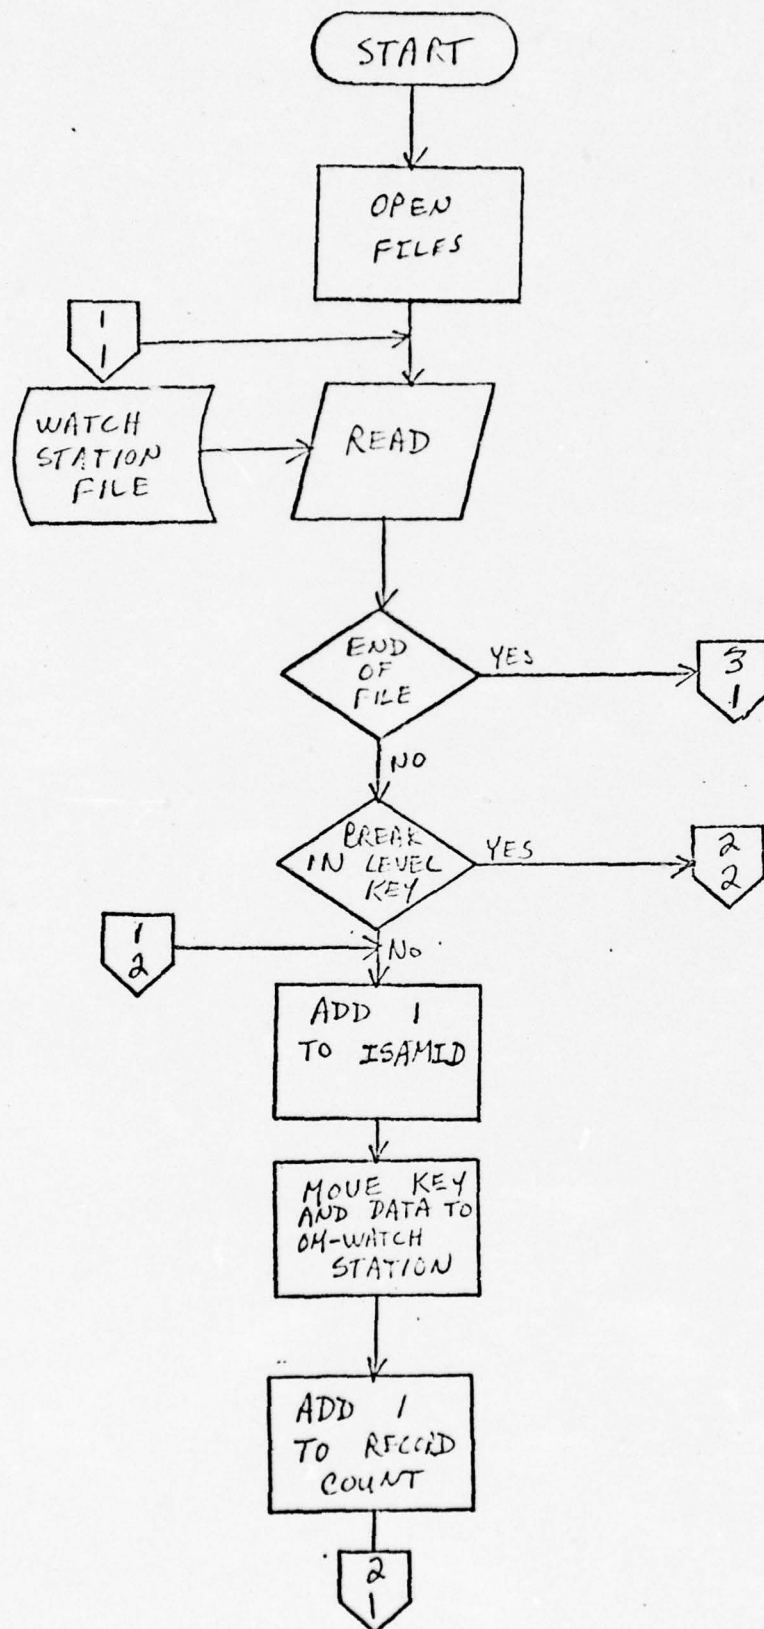 START
OPEN
FILES
1
1
WATCH
STATION
FILE
READ
END
OF
FILE
YES
3
1
NO
BREAK
IN LEVEL
KEY
YES
2
2
1
2
NO
ADD 1
TO ISAMID
MOVE KEY
AND DATA TO
OM-WATCH
STATION
ADD 1
TO RECORD
COUNT
2
1